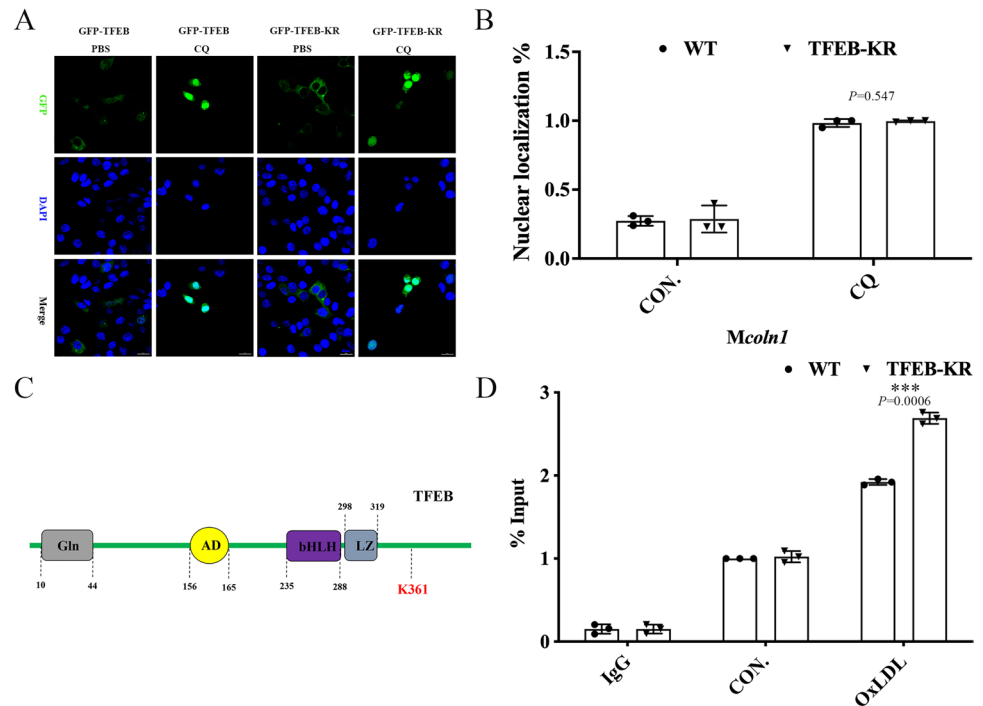 A
GFP-TFEB GFP-TFEB GFP-TFEB-KR GFP-TFEB-KR
PBS CQ PBS CQ
GFP
DAPI
Merge
B
WT TFEB-KR
Nuclear localization %
1.5
1.0
0.5
0.0
P=0.547
CON. CQ
C
TFEB
298 319
Gln AD bHLH LZ
10 44 156 165 235 288
K361
D
Mcoln1
WT TFEB-KR
***
P=0.0006
% Input
3
2
1
0
IgG CON. OxLDL